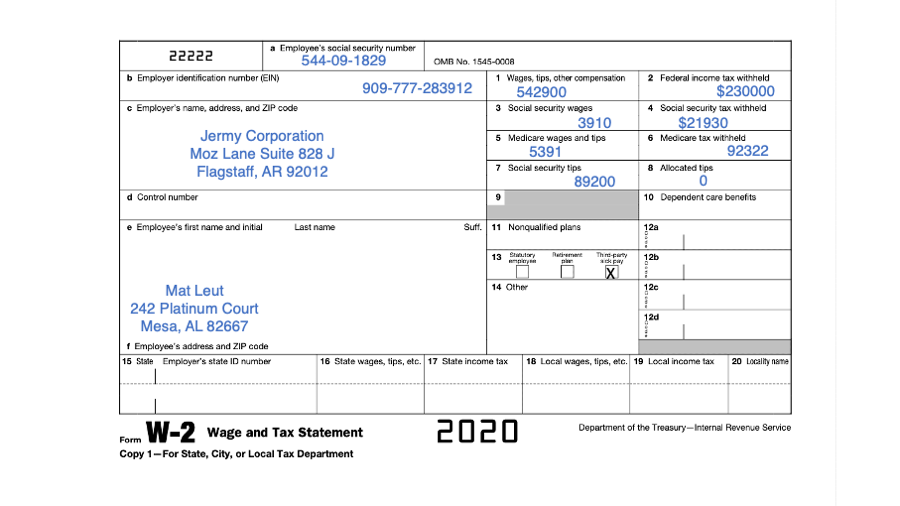 22222
a Employee's social security number
544-09-1829
OMB No. 1545-0008
b Employer identification number (EIN)
909-777-283912
1 Wages, tips, other compensation
542900
2 Federal income tax withheld
$230000
c Employer's name, address, and ZIP code
Jermy Corporation
Moz Lane Suite 828 J
Flagstaff, AR 92012
3 Social security wages
3910
4 Social security tax withheld
$21930
5 Medicare wages and tips
5391
6 Medicare tax withheld
92322
7 Social security tips
89200
8 Allocated tips
0
d Control number
9
10 Dependent care benefits
e Employee's first name and initial Last name Suff.
11 Nonqualified plans
12a
Code
13 Statutory employee Retirement plan Third-party sick pay
X
12b
Code
14 Other
12c
Code
12d
Code
Mat Leut
242 Platinum Court
Mesa, AL 82667
f Employee's address and ZIP code
15 State Employer's state ID number
16 State wages, tips, etc.
17 State income tax
18 Local wages, tips, etc.
19 Local income tax
20 Locality name
Form W-2 Wage and Tax Statement
2020
Department of the Treasury—Internal Revenue Service
Copy 1—For State, City, or Local Tax Department